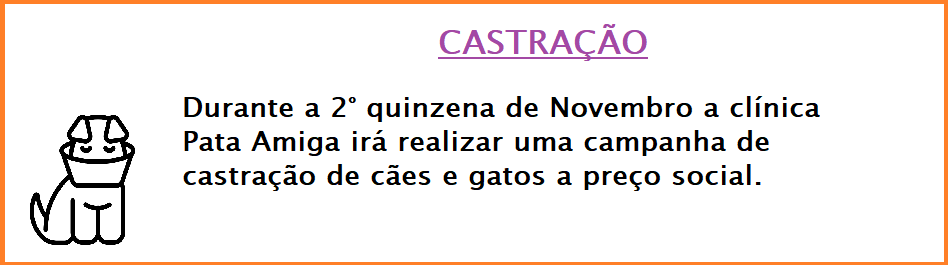 CASTRAÇÃO
Durante a 2° quinzena de Novembro a clínica
Pata Amiga irá realizar uma campanha de
castração de cães e gatos a preço social.